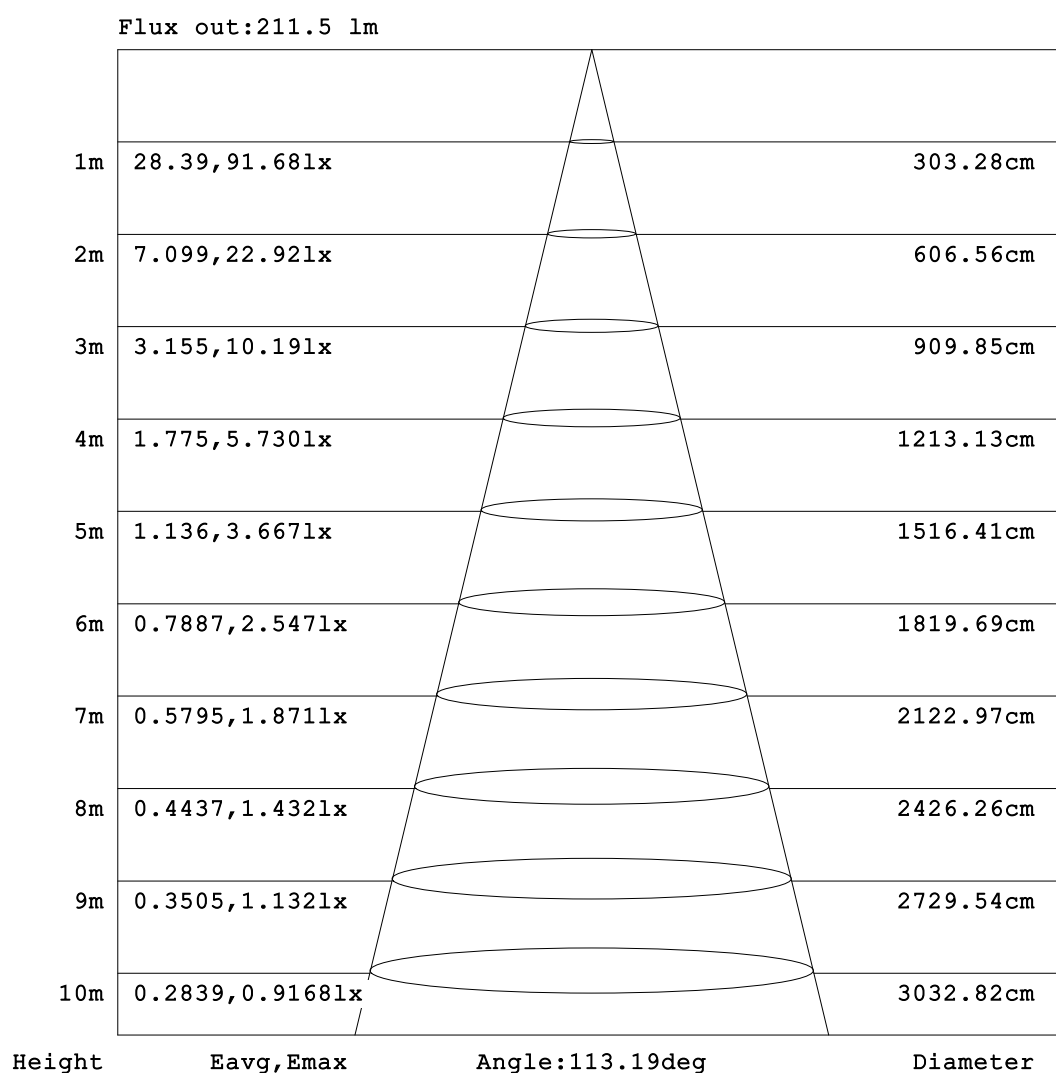 Flux out:211.5 lm
1m 28.39,91.68lx 303.28cm
2m 7.099,22.92lx 606.56cm
3m 3.155,10.19lx 909.85cm
4m 1.775,5.730lx 1213.13cm
5m 1.136,3.667lx 1516.41cm
6m 0.7887,2.547lx 1819.69cm
7m 0.5795,1.871lx 2122.97cm
8m 0.4437,1.432lx 2426.26cm
9m 0.3505,1.132lx 2729.54cm
10m 0.2839,0.9168lx 3032.82cm
Height Eavg,Emax Angle:113.19deg Diameter